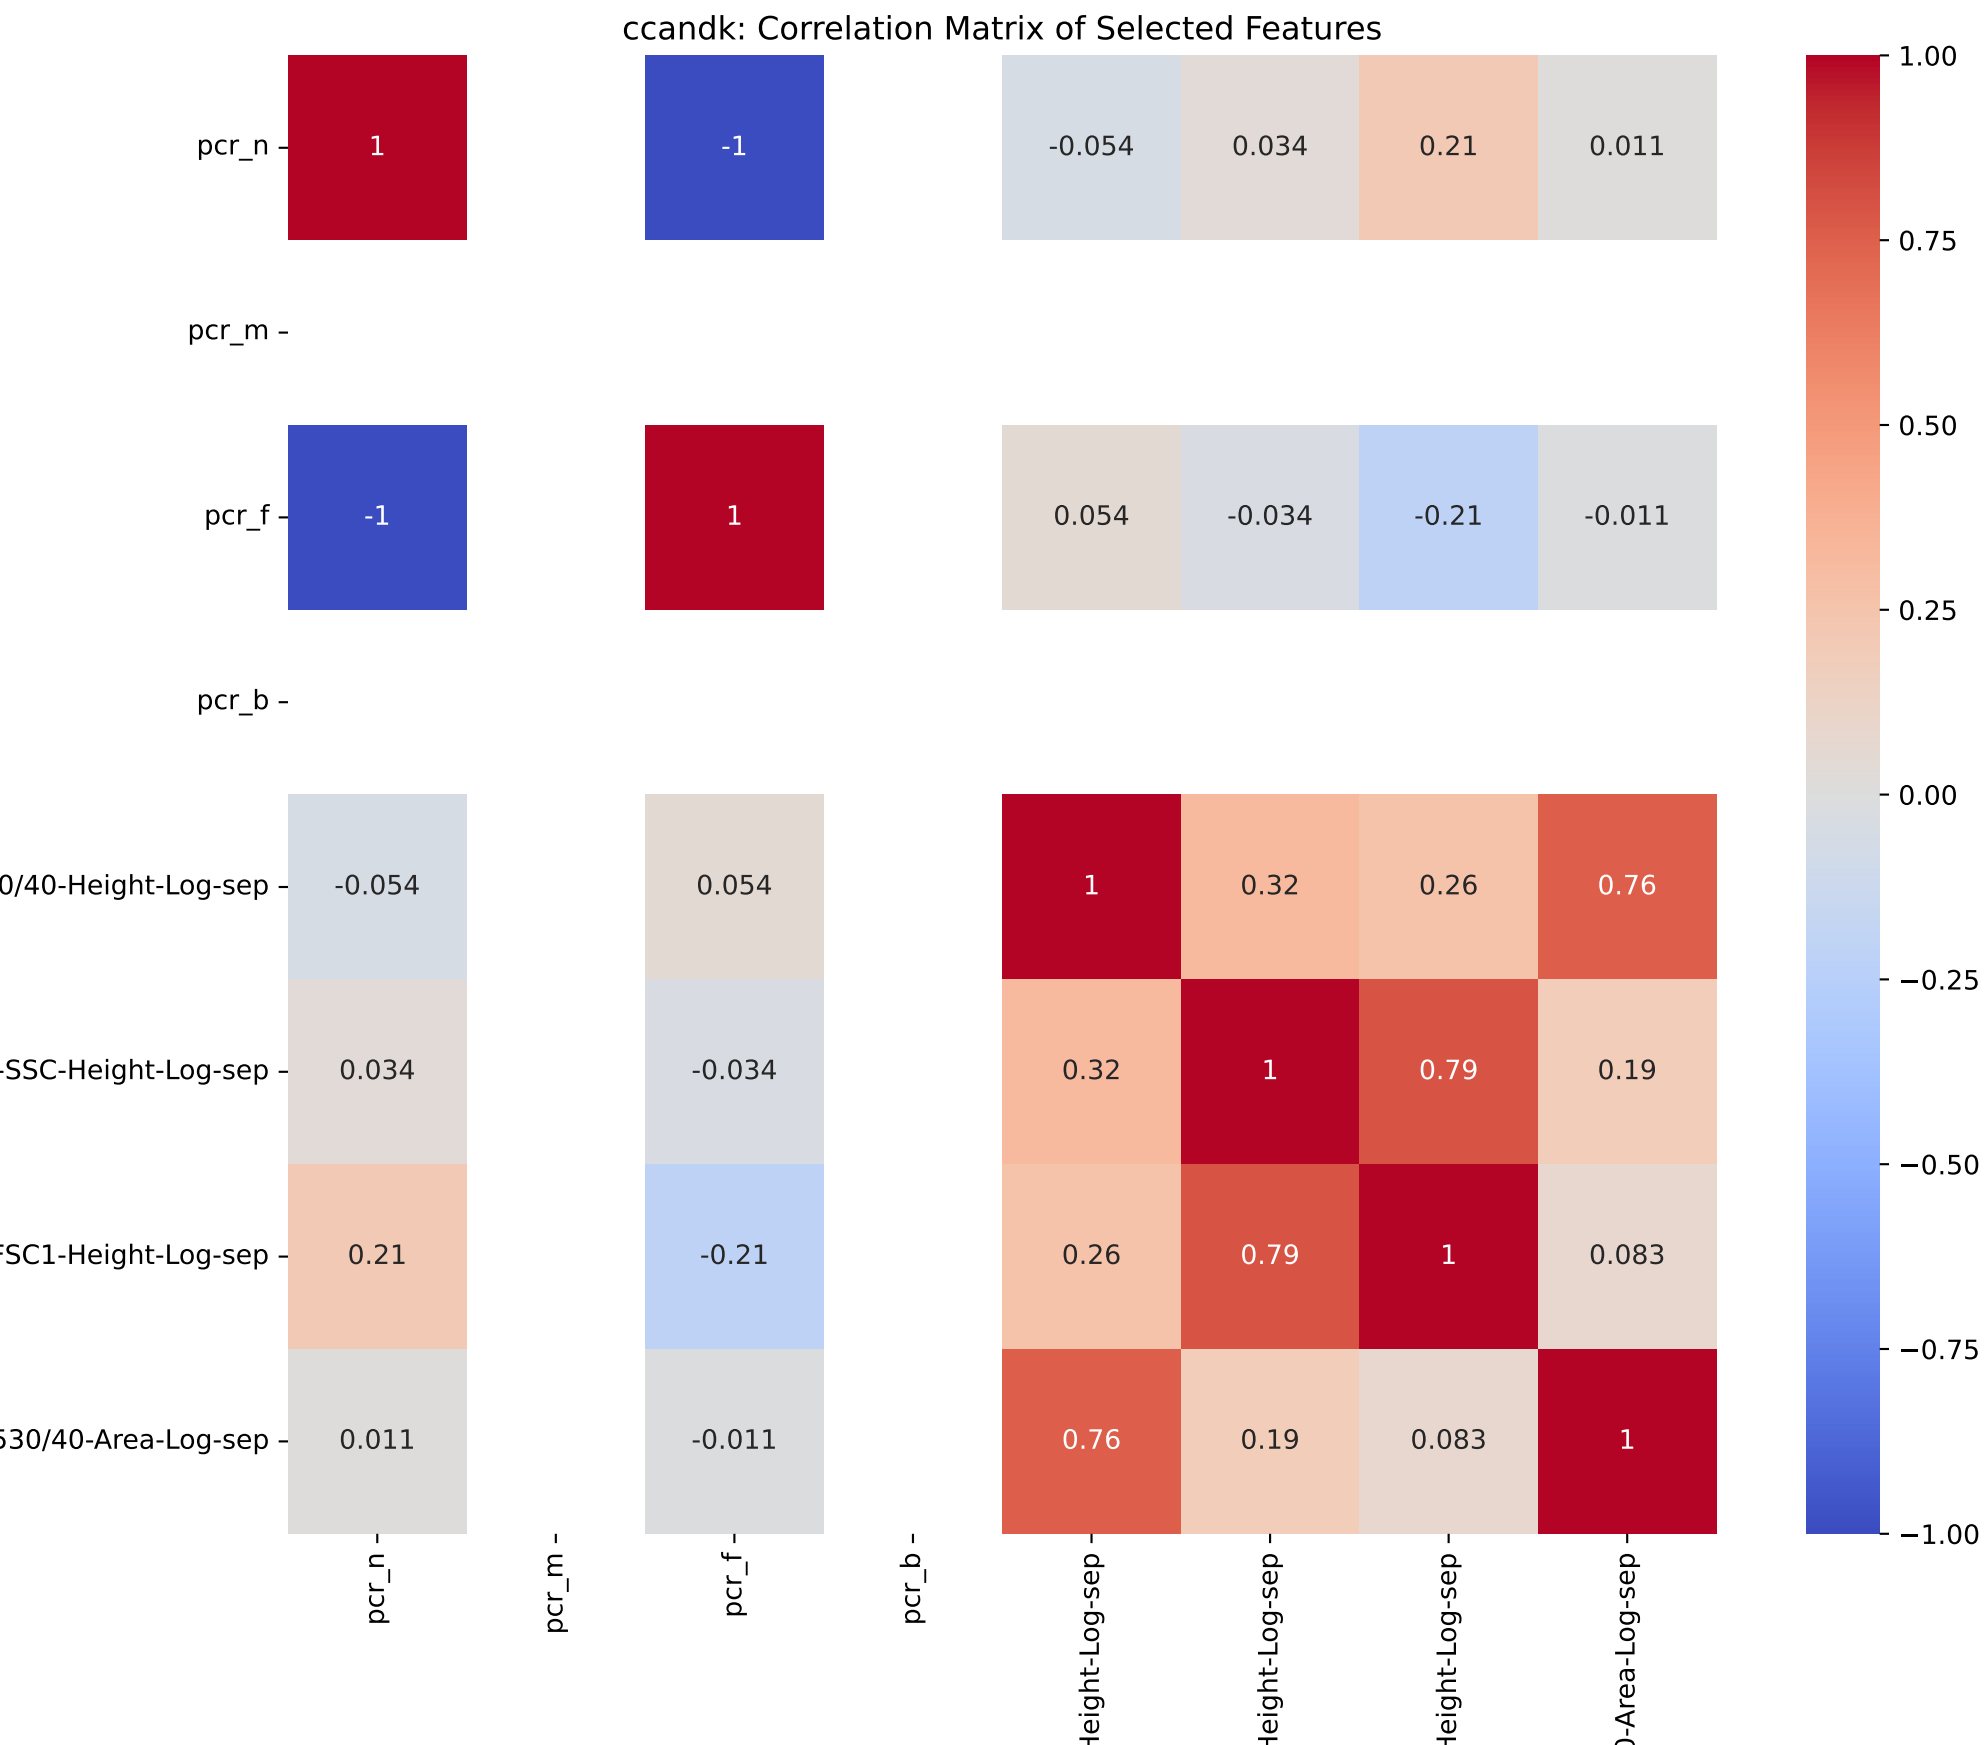 ccandk: Correlation Matrix of Selected Features
1.00
pcr_n 1 -1 -0.054 0.034 0.21 0.011
0.75
pcr_m
0.50
pcr_f -1 1 0.054 -0.034 -0.21 -0.011
0.25
pcr_b
0.00
0/40-Height-Log-sep -0.054 0.054 1 0.32 0.26 0.76
−0.25
-SSC-Height-Log-sep 0.034 -0.034 0.32 1 0.79 0.19
−0.50
FSC1-Height-Log-sep 0.21 -0.21 0.26 0.79 1 0.083
−0.75
530/40-Area-Log-sep 0.011 -0.011 0.76 0.19 0.083 1
−1.00
pcr_n
pcr_m
pcr_f
pcr_b
Height-Log-sep
Height-Log-sep
Height-Log-sep
0-Area-Log-sep